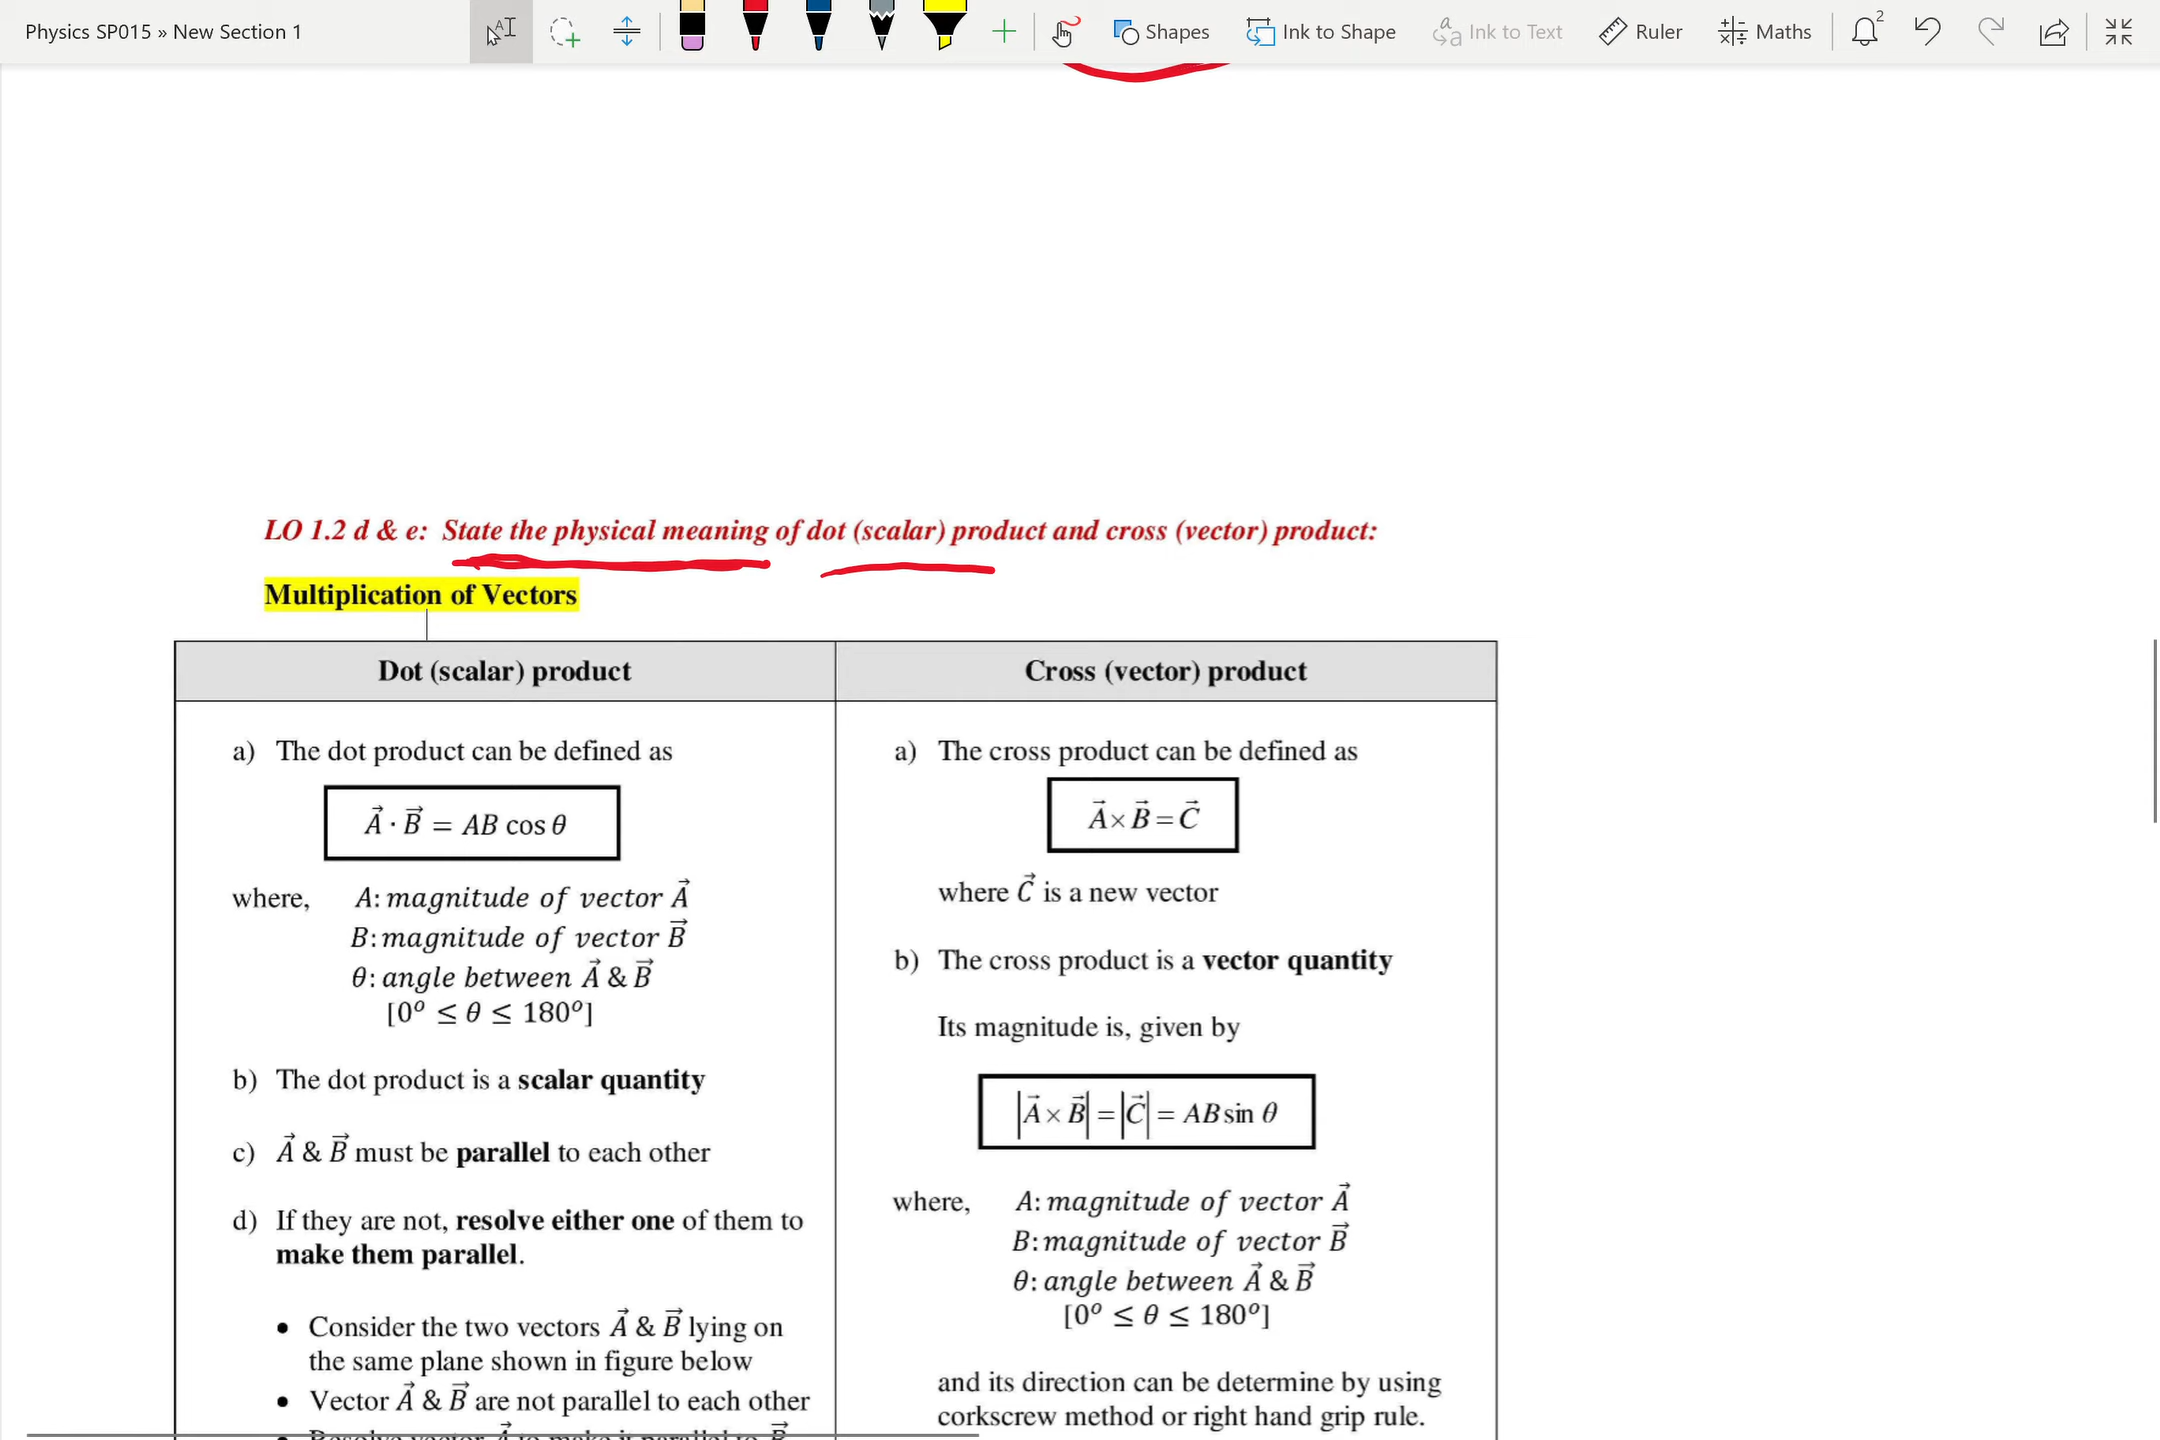 Physics SP015 » New Section 1
Shapes
Ink to Shape
Ink to Text
Ruler
Maths
2
LO 1.2 d & e: State the physical meaning of dot (scalar) product and cross (vector) product:
Multiplication of Vectors
Dot (scalar) product
a) The dot product can be defined as
A⃗ · B⃗ = AB cos θ
where, A: magnitude of vector A⃗
B: magnitude of vector B⃗
θ: angle between A⃗ & B⃗
[0° ≤ θ ≤ 180°]
b) The dot product is a scalar quantity
c) A⃗ & B⃗ must be parallel to each other
d) If they are not, resolve either one of them to
make them parallel.
• Consider the two vectors A⃗ & B⃗ lying on
the same plane shown in figure below
• Vector A⃗ & B⃗ are not parallel to each other
• Resolve vector A⃗ to make it parallel to B⃗
Cross (vector) product
a) The cross product can be defined as
A⃗ × B⃗ = C⃗
where C⃗ is a new vector
b) The cross product is a vector quantity
Its magnitude is, given by
|A⃗ × B⃗| = |C⃗| = AB sin θ
where, A: magnitude of vector A⃗
B: magnitude of vector B⃗
θ: angle between A⃗ & B⃗
[0° ≤ θ ≤ 180°]
and its direction can be determine by using
corkscrew method or right hand grip rule.